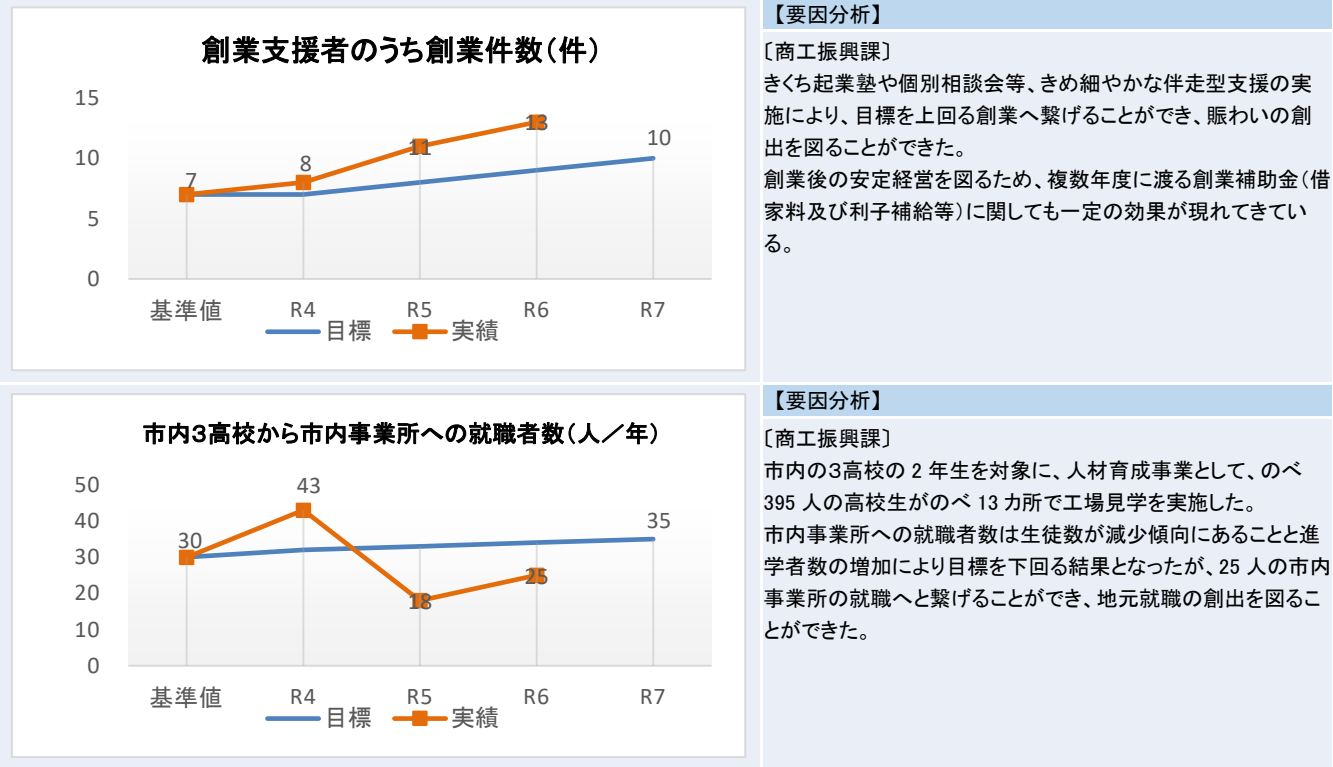 創業支援者のうち創業件数（件）
15
10
5
0
7
8
11
13
10
基準値 R4 R5 R6 R7
目標 実績
【要因分析】
〔商工振興課〕
きくち起業塾や個別相談会等、きめ細やかな伴走型支援の実
施により、目標を上回る創業へ繋げることができ、賑わいの創
出を図ることができた。
創業後の安定経営を図るため、複数年度に渡る創業補助金（借
家料及び利子補給等）に関しても一定の効果が現れてきてい
る。
市内３高校から市内事業所への就職者数（人／年）
50
40
30
20
10
0
30
43
18
25
35
基準値 R4 R5 R6 R7
目標 実績
【要因分析】
〔商工振興課〕
市内の３高校の 2 年生を対象に、人材育成事業として、のべ
395 人の高校生がのべ 13 カ所で工場見学を実施した。
市内事業所への就職者数は生徒数が減少傾向にあることと進
学者数の増加により目標を下回る結果となったが、25 人の市内
事業所の就職へと繋げることができ、地元就職の創出を図るこ
とができた。